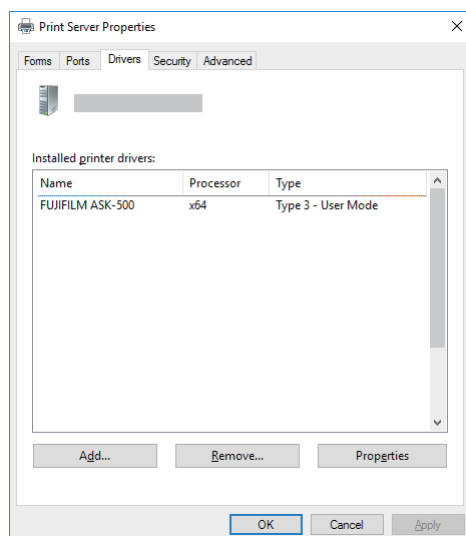 Print Server Properties
Forms Ports Drivers Security Advanced
Installed printer drivers:
Name Processor Type
FUJIFILM ASK-500 x64 Type 3 - User Mode
Add... Remove... Properties
OK Cancel Apply